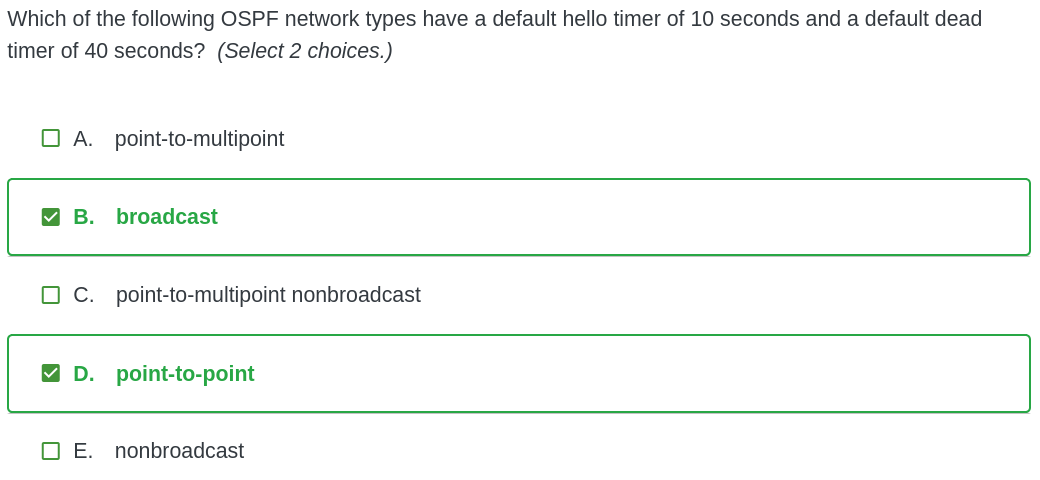 Which of the following OSPF network types have a default hello timer of 10 seconds and a default dead
timer of 40 seconds? (Select 2 choices.)
A. point-to-multipoint
B. broadcast
C. point-to-multipoint nonbroadcast
D. point-to-point
E. nonbroadcast